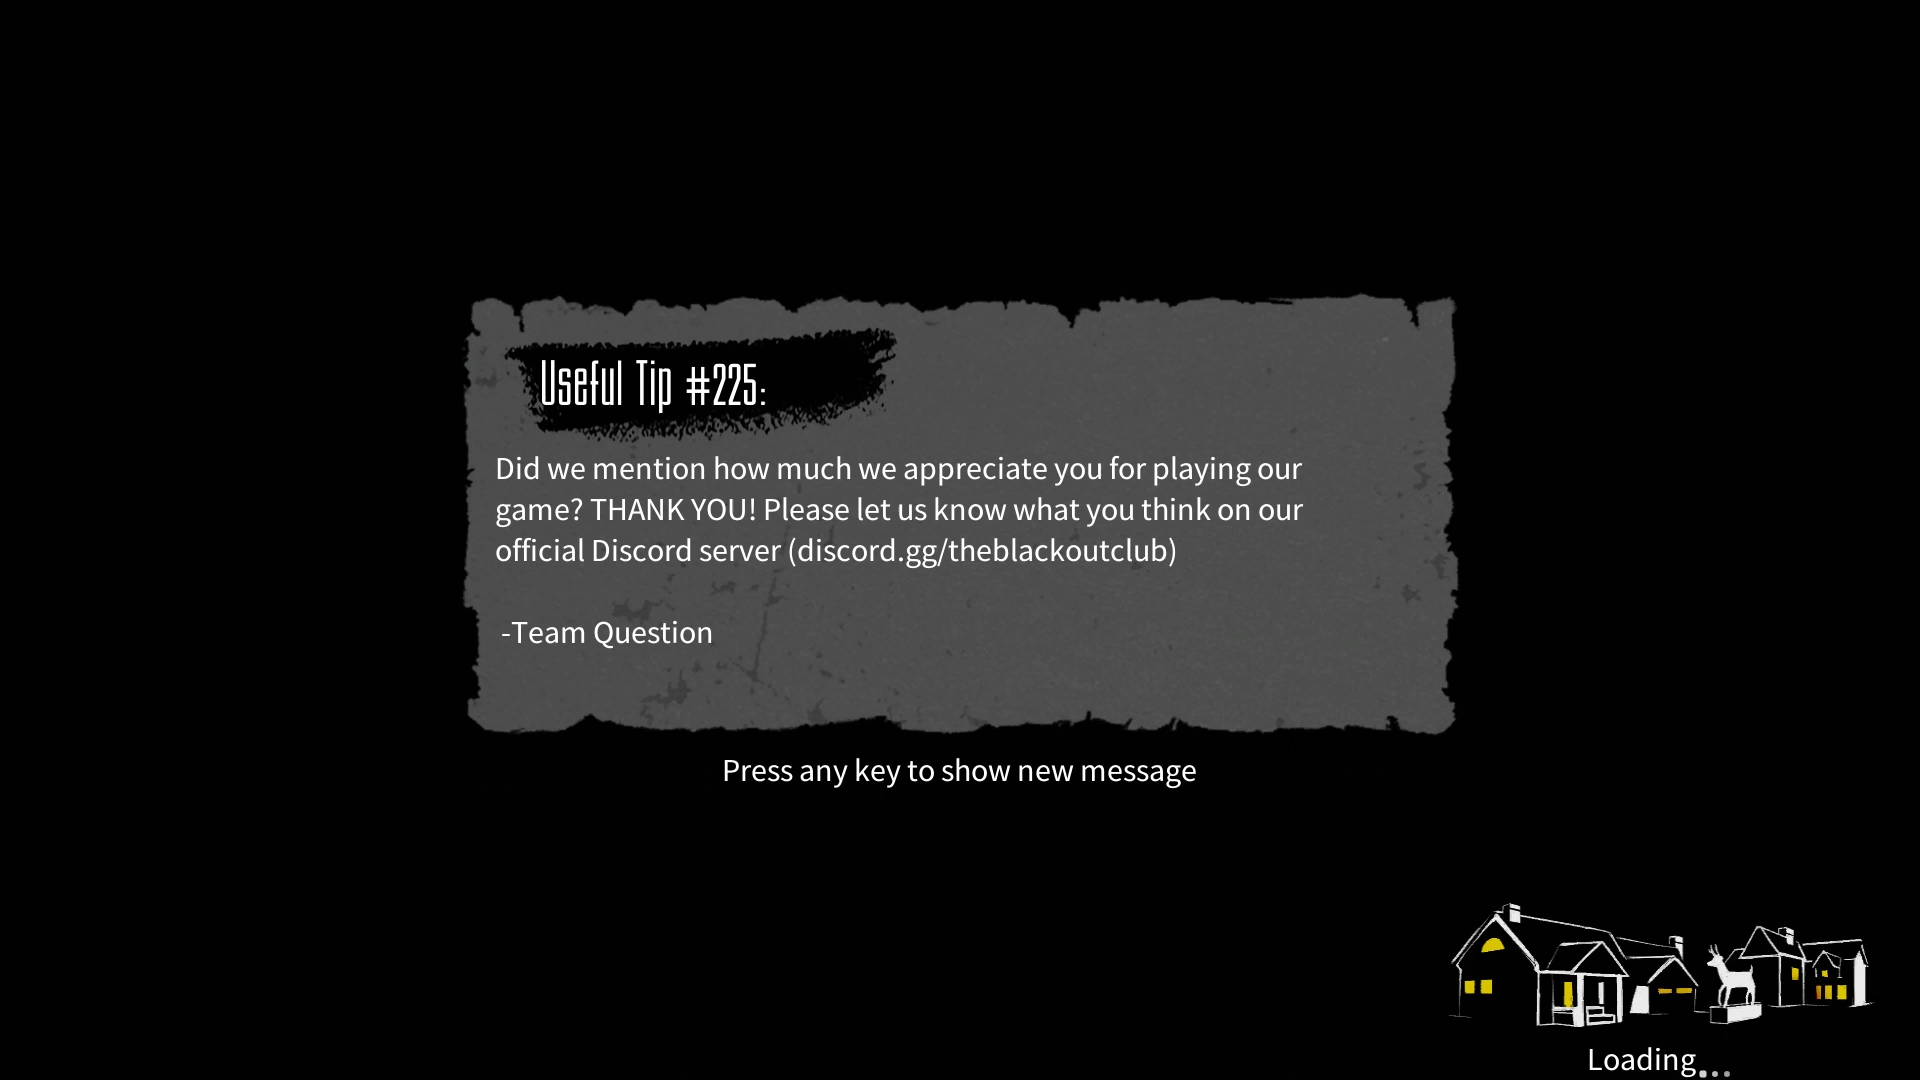 Useful Tip #225:
Did we mention how much we appreciate you for playing our
game? THANK YOU! Please let us know what you think on our
official Discord server (discord.gg/theblackoutclub)
-Team Question
Press any key to show new message
Loading...